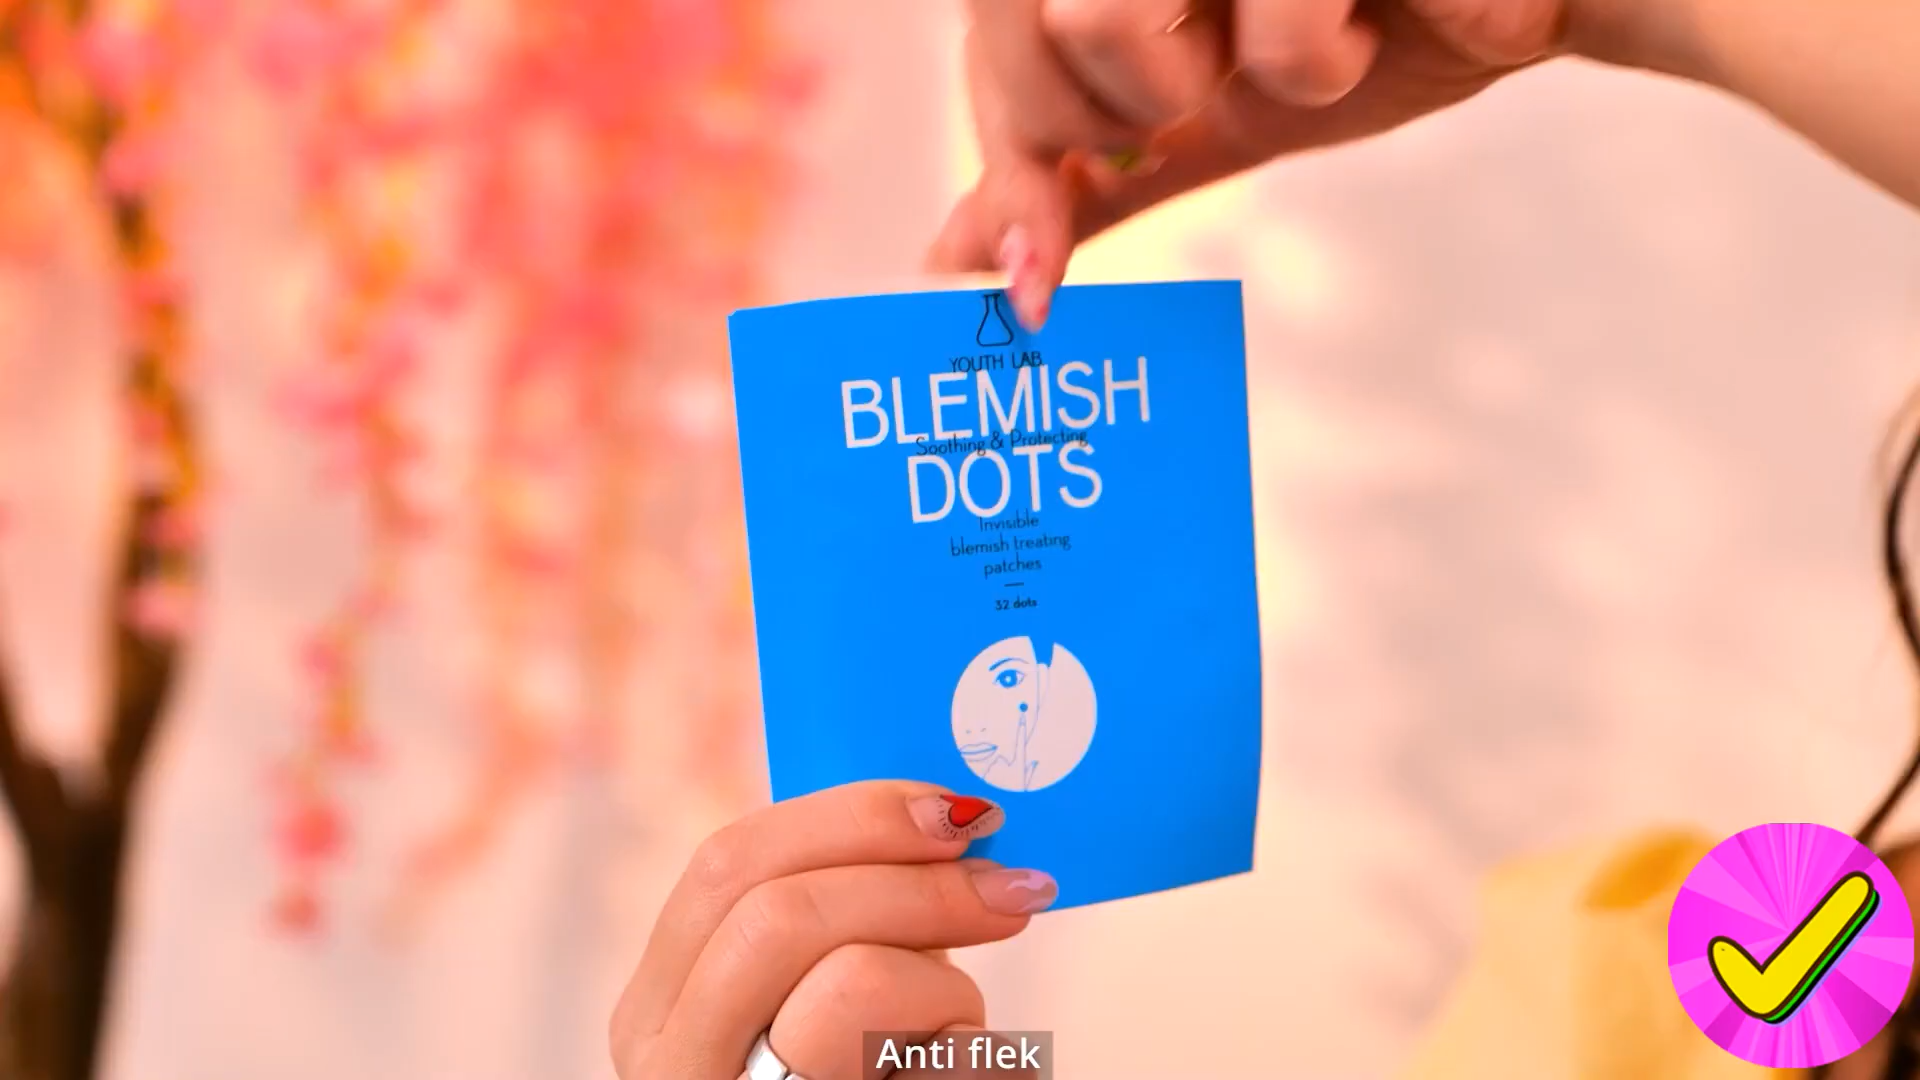 YOUTH LAB.
BLEMISH
Soothing & Protecting
DOTS
Invisible
blemish treating
patches
32 dots
Anti flek